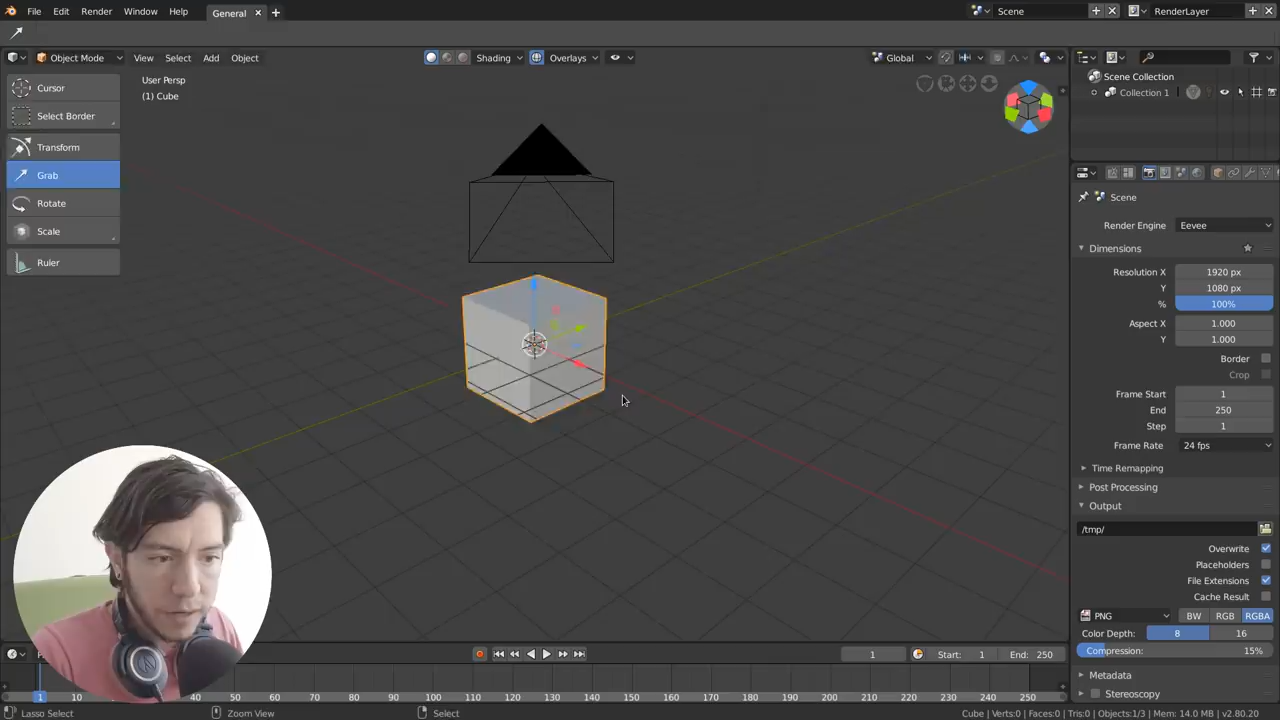 File Edit Render Window Help General Scene RenderLayer
Object Mode View Select Add Object Shading Overlays Global
User Persp
(1) Cube
Cursor
Select Border
Transform
Grab
Rotate
Scale
Ruler
Scene Collection
Collection 1
Scene
Render Engine Eevee
Dimensions
Resolution X 1920 px
Y 1080 px
% 100%
Aspect X 1.000
Y 1.000
Border
Crop
Frame Start 1
End 250
Step 1
Frame Rate 24 fps
Time Remapping
Post Processing
Output
/tmp/
Overwrite
Placeholders
File Extensions
Cache Result
PNG BW RGB RGBA
Color Depth: 8 16
Compression: 15%
Metadata
Stereoscopy
1 Start: 1 End: 250
1 10 40 50 60 70 80 90 100 110 120 130 140 150 160 170 180 190 200 210 220 230 240 250
Lasso Select Zoom View Select Cube | Verts:0 | Faces:0 | Tris:0 | Objects:1/3 | Mem: 14.0 MB | v2.80.20